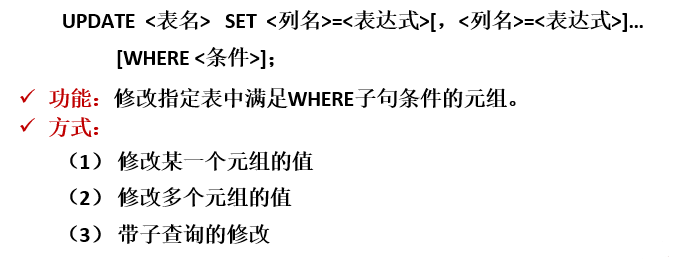 UPDATE <表名> SET <列名>=<表达式>[，<列名>=<表达式>]…
[WHERE <条件>]；
✓ 功能：修改指定表中满足WHERE子句条件的元组。
✓ 方式：
（1） 修改某一个元组的值
（2） 修改多个元组的值
（3） 带子查询的修改